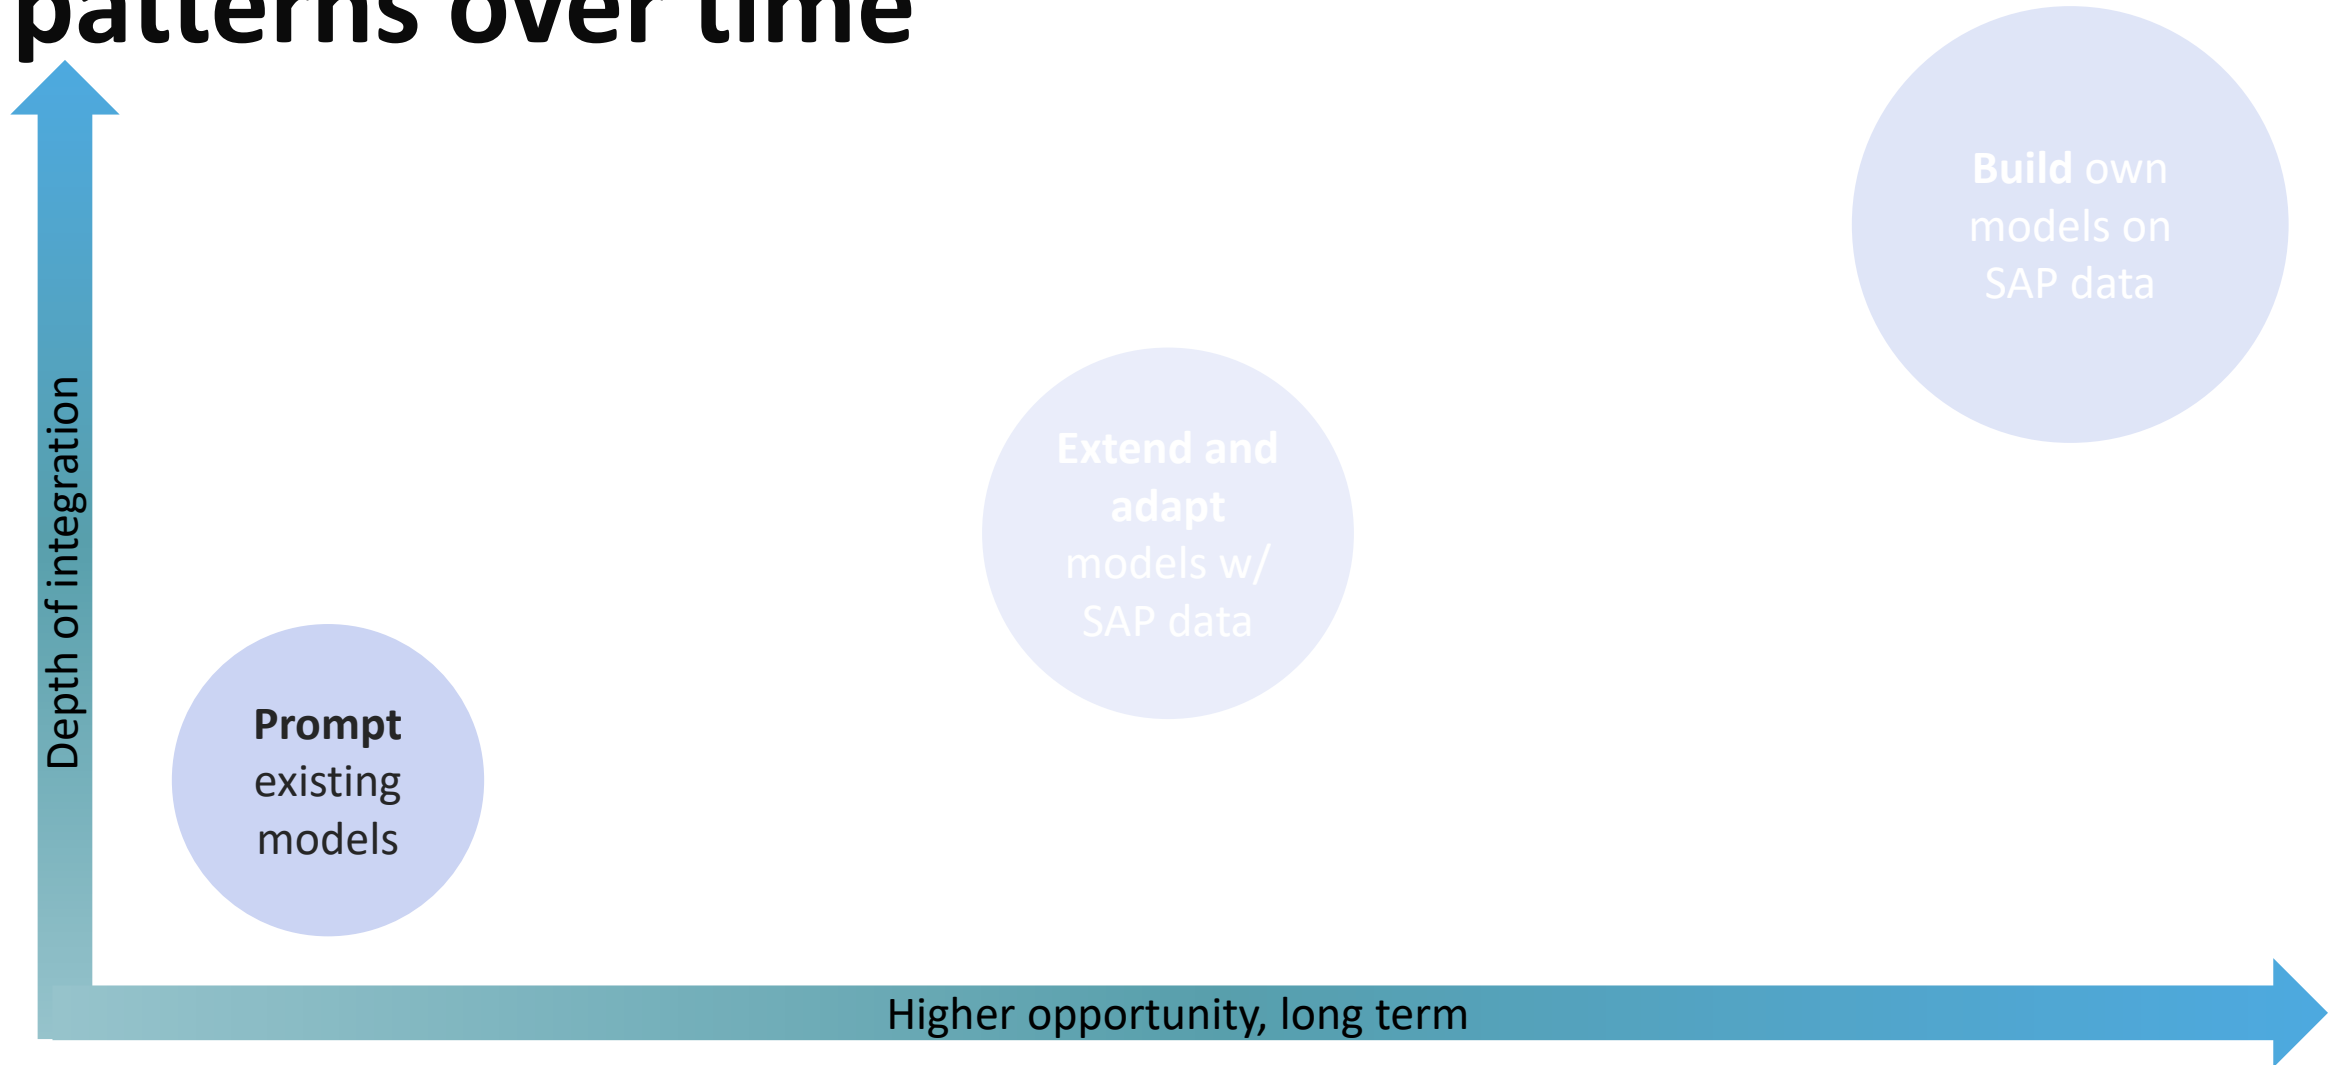 patterns over time
Build own
models on
SAP data
Extend and
adapt
models w/
SAP data
Depth of integration
Prompt
existing
models
Higher opportunity, long term